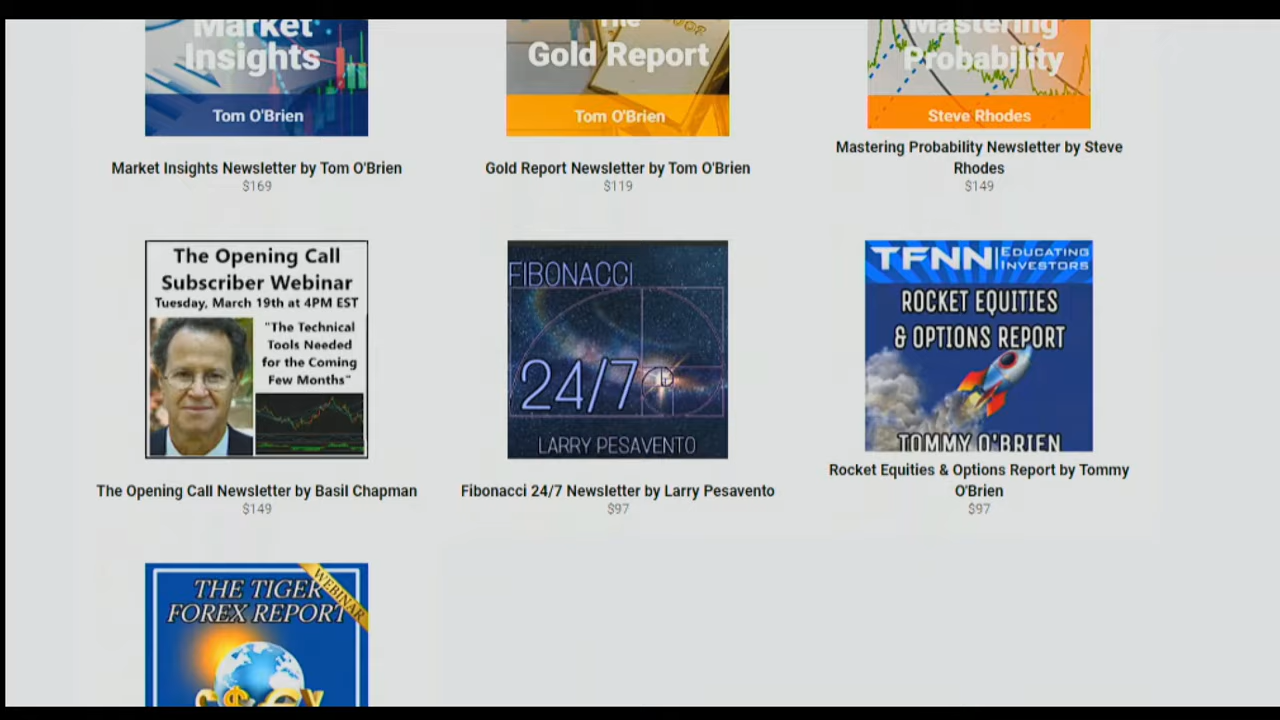 Market
Insights
Tom O'Brien
Market Insights Newsletter by Tom O'Brien
$169
The
Gold Report
Tom O'Brien
Gold Report Newsletter by Tom O'Brien
$119
Mastering
Probability
Steve Rhodes
Mastering Probability Newsletter by Steve
Rhodes
$149
The Opening Call
Subscriber Webinar
Tuesday, March 19th at 4PM EST
"The Technical
Tools Needed
for the Coming
Few Months"
The Opening Call Newsletter by Basil Chapman
$149
FIBONACCI
24/7
LARRY PESAVENTO
Fibonacci 24/7 Newsletter by Larry Pesavento
$97
TFNN EDUCATING
INVESTORS
ROCKET EQUITIES
& OPTIONS REPORT
TOMMY O'BRIEN
Rocket Equities & Options Report by Tommy
O'Brien
$97
THE TIGER
FOREX REPORT
WEBINAR